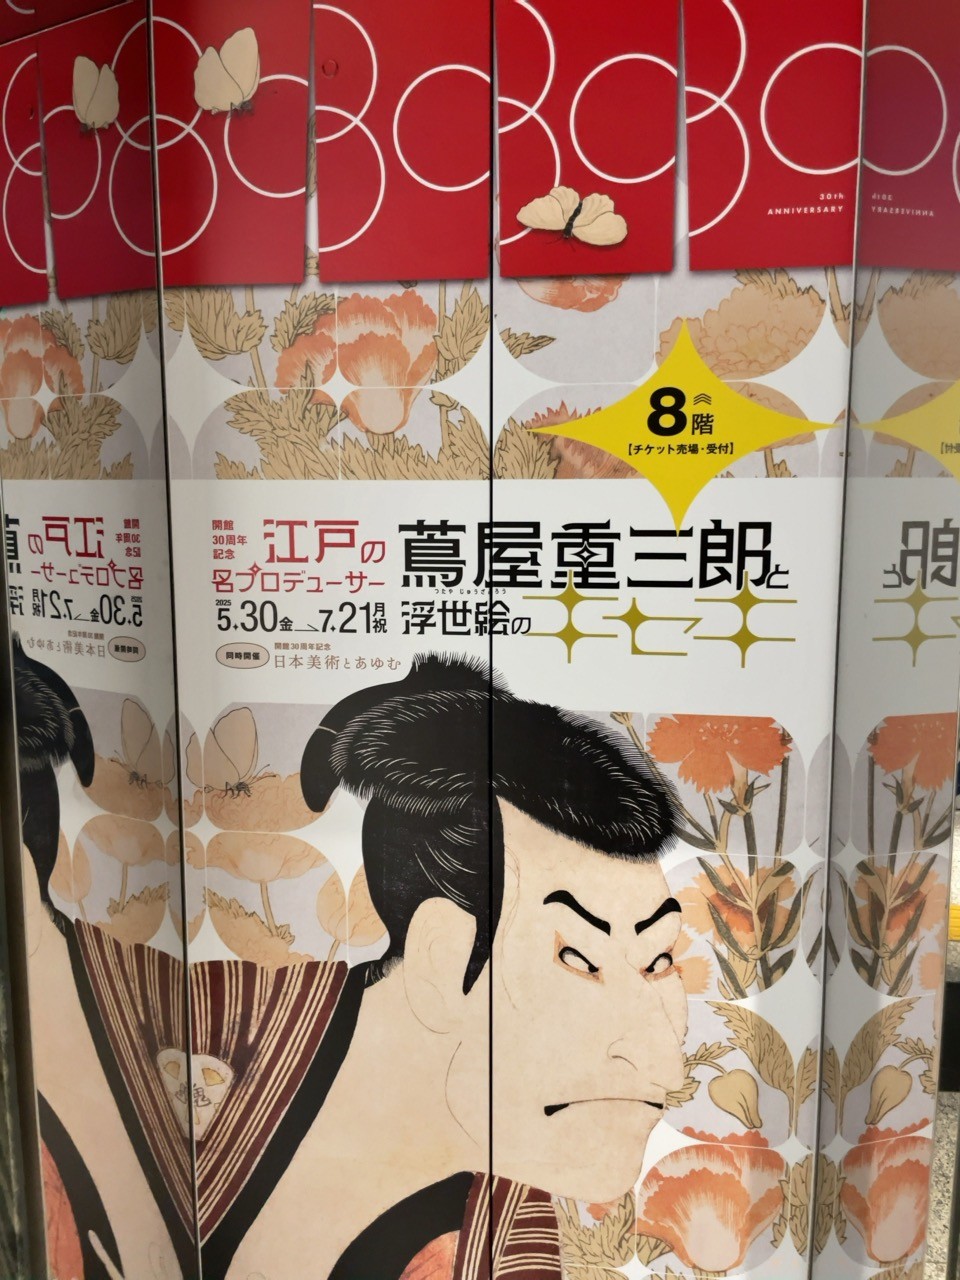 30th
ANNIVERSARY
8階
【チケット売場・受付】
開館
30周年
記念
江戸の
名プロデューサー
蔦屋重三郎と
つたや じゅうざぶろう
浮世絵のキセキ
2025
5.30金→7.21月祝
同時開催
開館30周年記念
日本美術とあゆむ